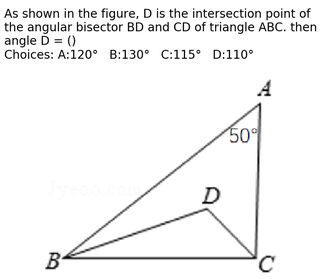 As shown in the figure, D is the intersection point of
the angular bisector BD and CD of triangle ABC. then
angle D = ()
Choices: A:120° B:130° C:115° D:110°
A
50°
D
B
C